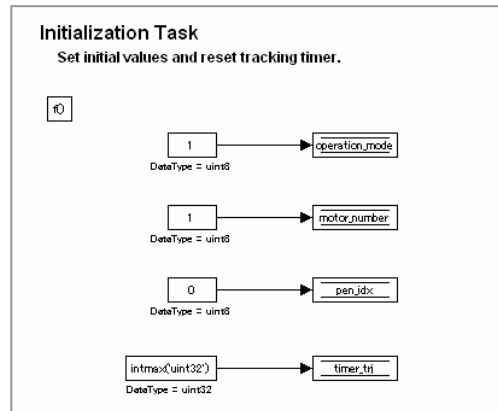 Initialization Task
Set initial values and reset tracking timer.
f()
1
operation_mode
DataType = uint8
1
motor_number
DataType = uint8
0
pen_idx
DataType = uint8
intmax('uint32')
timer_trj
DataType = uint32